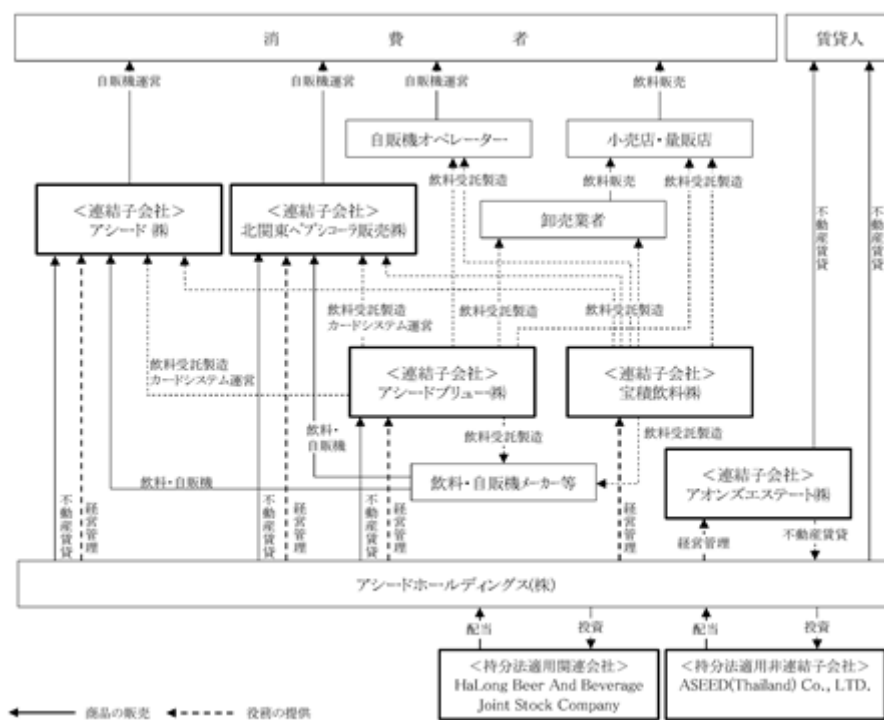 消費者
賃貸人
自販機運営
自販機運営
自販機運営
飲料販売
自販機オペレーター
小売店・量販店
飲料受託製造
飲料販売
飲料受託製造
＜連結子会社＞
アシード㈱
＜連結子会社＞
北関東ペプシコーラ販売㈱
卸売業者
不動産賃貸
不動産賃貸
飲料受託製造
カードシステム運営
飲料受託製造
飲料受託製造
飲料受託製造
飲料受託製造
カードシステム運営
＜連結子会社＞
アシードブリュー㈱
＜連結子会社＞
宝積飲料㈱
飲料・
自販機
飲料受託製造
飲料受託製造
飲料・自販機
飲料・自販機メーカー等
＜連結子会社＞
アオンズエステート㈱
不動産賃貸
経営管理
不動産賃貸
経営管理
不動産賃貸
経営管理
経営管理
経営管理
不動産賃貸
アシードホールディングス(株)
配当
投資
配当
投資
＜持分法適用関連会社＞
HaLong Beer And Beverage
Joint Stock Company
＜持分法適用非連結子会社＞
ASEED(Thailand) Co., LTD.
商品の販売
役務の提供